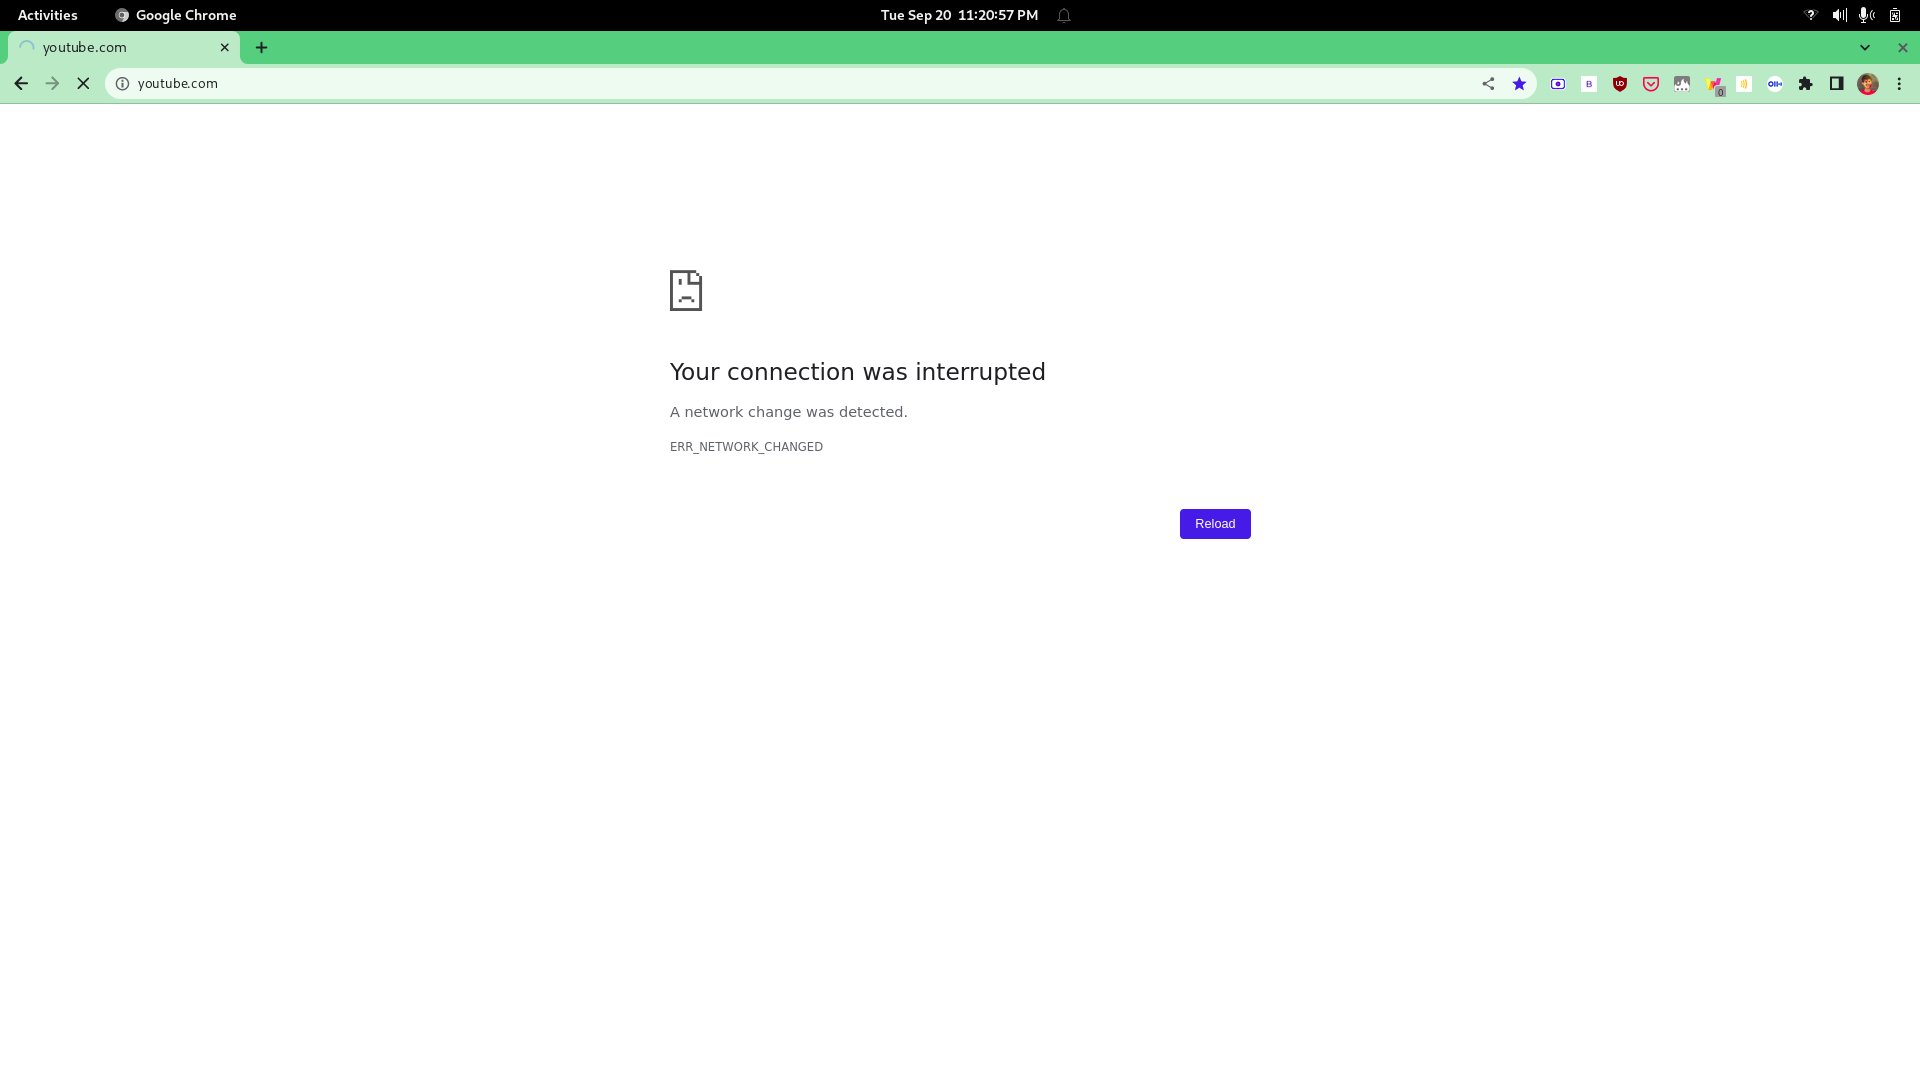 Activities Google Chrome Tue Sep 20 11:20:57 PM
youtube.com
youtube.com
B
0
Your connection was interrupted
A network change was detected.
ERR_NETWORK_CHANGED
Reload